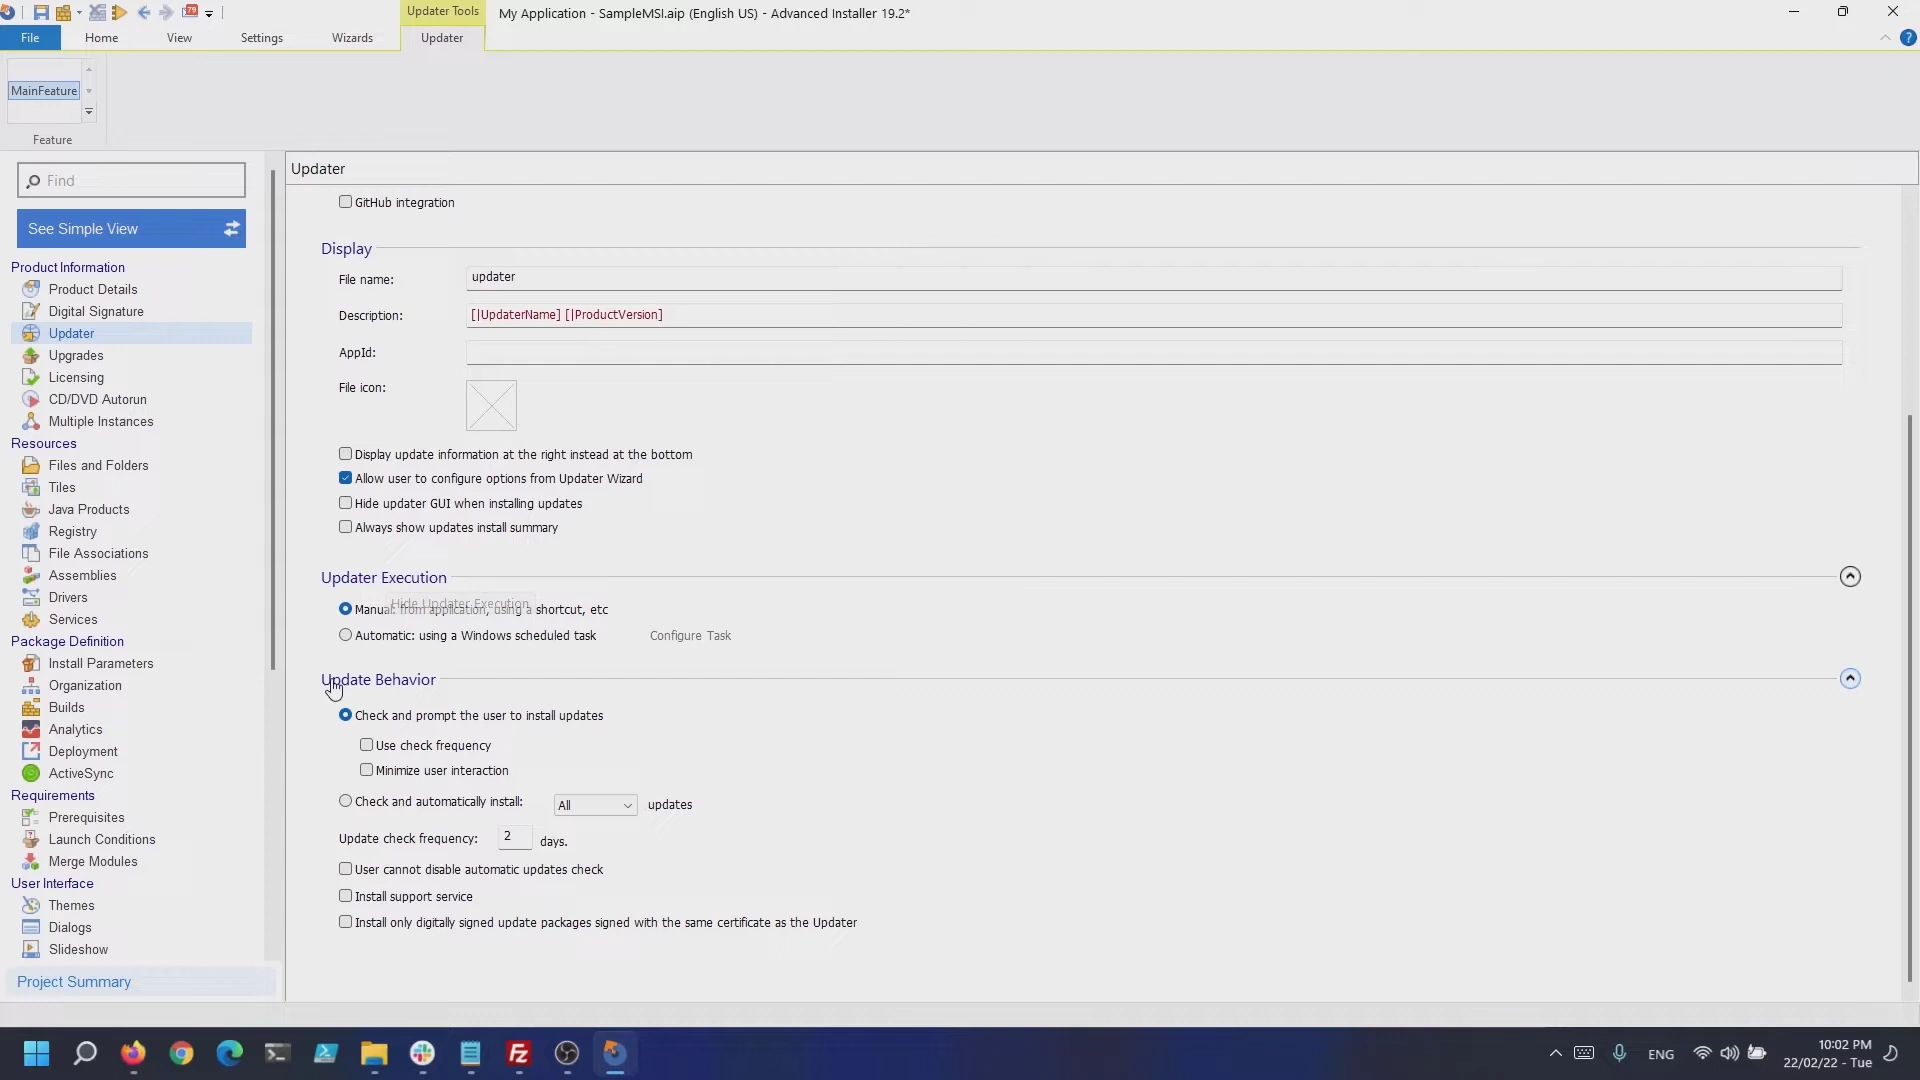 Updater Tools
My Application - SampleMSI.aip (English US) - Advanced Installer 19.2*
File
Home
View
Settings
Wizards
Updater
MainFeature
Feature
Find
See Simple View
Product Information
Product Details
Digital Signature
Updater
Upgrades
Licensing
CD/DVD Autorun
Multiple Instances
Resources
Files and Folders
Tiles
Java Products
Registry
File Associations
Assemblies
Drivers
Services
Package Definition
Install Parameters
Organization
Builds
Analytics
Deployment
ActiveSync
Requirements
Prerequisites
Launch Conditions
Merge Modules
User Interface
Themes
Dialogs
Slideshow
Project Summary
Updater
GitHub integration
Display
File name: updater
Description: [|UpdaterName] [|ProductVersion]
AppId:
File icon:
Display update information at the right instead at the bottom
Allow user to configure options from Updater Wizard
Hide updater GUI when installing updates
Always show updates install summary
Updater Execution
Hide Updater Execution
Manual: from application, using a shortcut, etc
Automatic: using a Windows scheduled task Configure Task
Update Behavior
Check and prompt the user to install updates
Use check frequency
Minimize user interaction
Check and automatically install: All updates
Update check frequency: 2 days.
User cannot disable automatic updates check
Install support service
Install only digitally signed update packages signed with the same certificate as the Updater
ENG
10:02 PM
22/02/22 - Tue